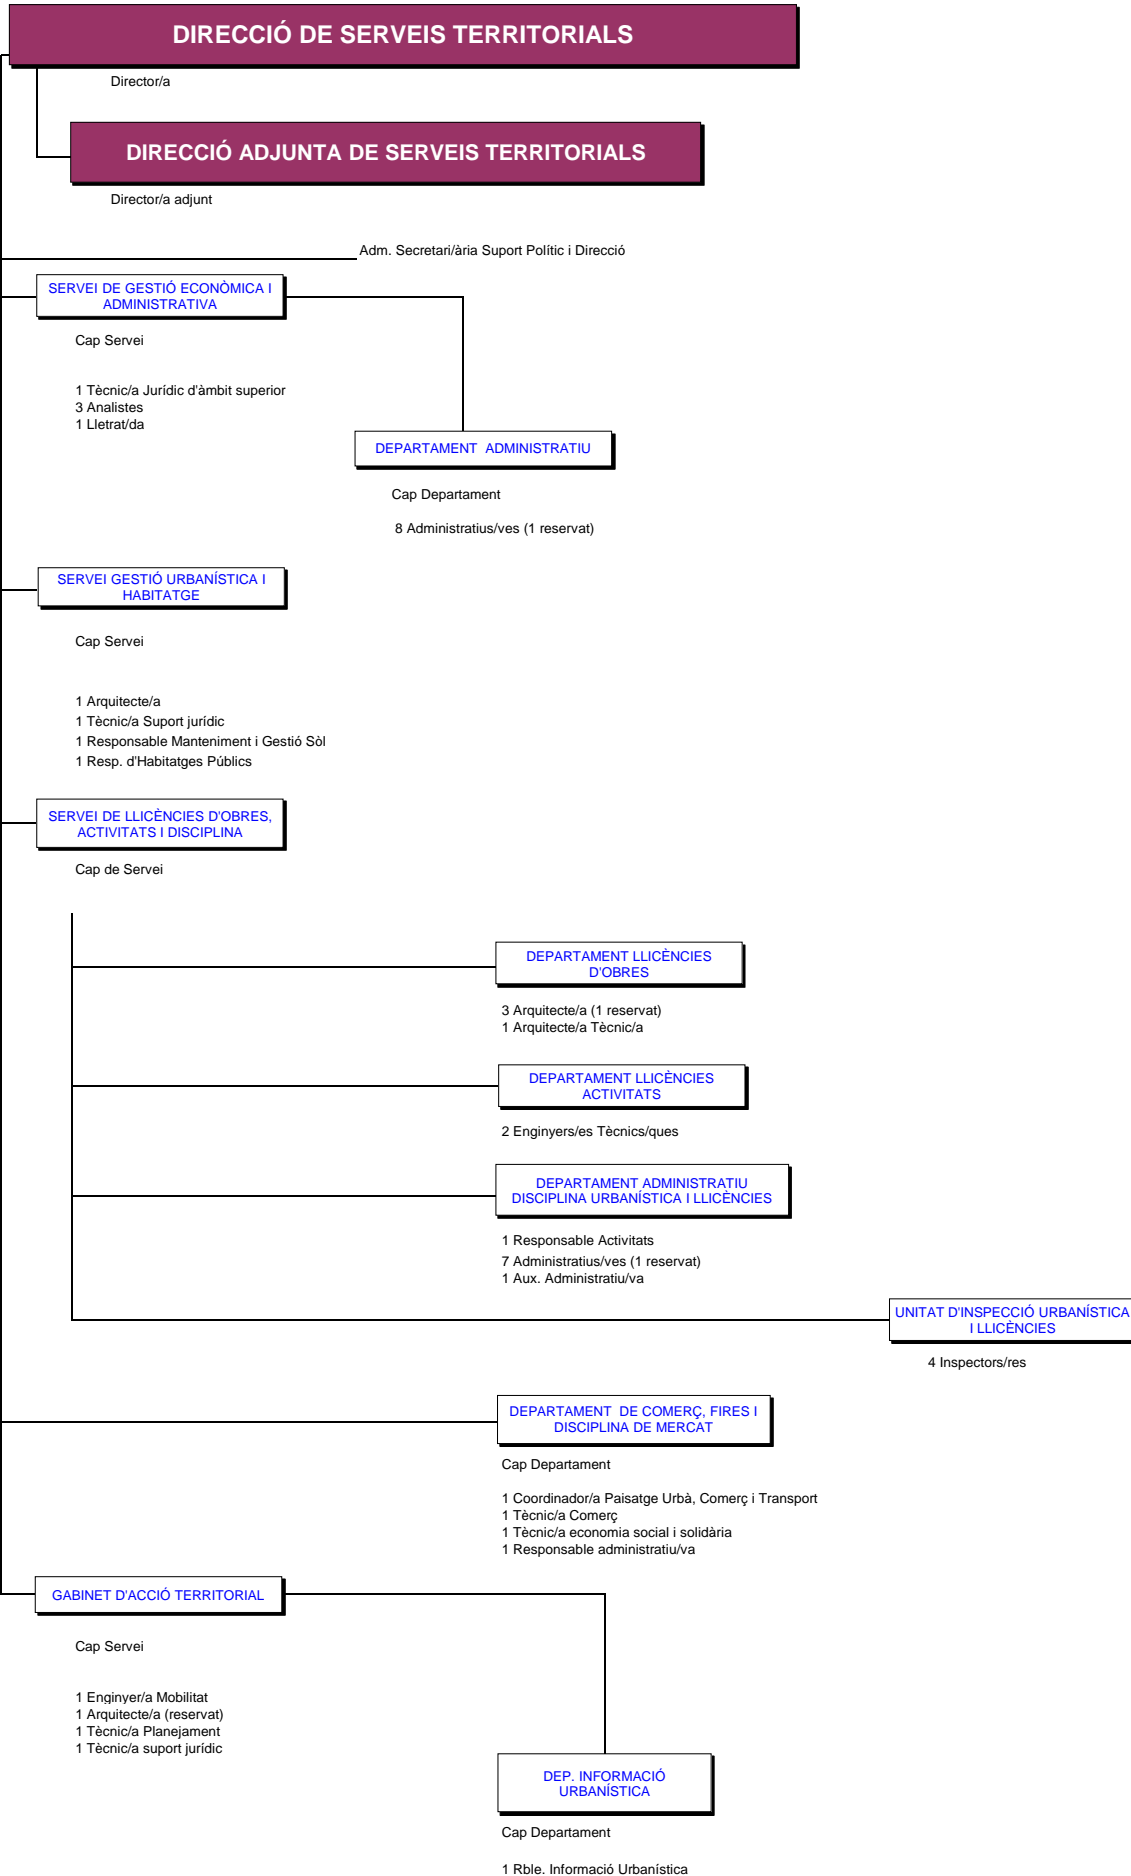 DIRECCIÓ DE SERVEIS TERRITORIALS
Director/a
DIRECCIÓ ADJUNTA DE SERVEIS TERRITORIALS
Director/a adjunt
Adm. Secretari/ària Suport Polític i Direcció
SERVEI DE GESTIÓ ECONÒMICA I
ADMINISTRATIVA
Cap Servei
1 Tècnic/a Jurídic d'àmbit superior
3 Analistes
1 Lletrat/da
DEPARTAMENT ADMINISTRATIU
Cap Departament
8 Administratius/ves (1 reservat)
SERVEI GESTIÓ URBANÍSTICA I
HABITATGE
Cap Servei
1 Arquitecte/a
1 Tècnic/a Suport jurídic
1 Responsable Manteniment i Gestió Sòl
1 Resp. d'Habitatges Públics
SERVEI DE LLICÈNCIES D'OBRES,
ACTIVITATS I DISCIPLINA
Cap de Servei
DEPARTAMENT LLICÈNCIES
D'OBRES
3 Arquitecte/a (1 reservat)
1 Arquitecte/a Tècnic/a
DEPARTAMENT LLICÈNCIES
ACTIVITATS
2 Enginyers/es Tècnics/ques
DEPARTAMENT ADMINISTRATIU
DISCIPLINA URBANÍSTICA I LLICÈNCIES
1 Responsable Activitats
7 Administratius/ves (1 reservat)
1 Aux. Administratiu/va
UNITAT D'INSPECCIÓ URBANÍSTICA
I LLICÈNCIES
4 Inspectors/res
DEPARTAMENT DE COMERÇ, FIRES I
DISCIPLINA DE MERCAT
Cap Departament
1 Coordinador/a Paisatge Urbà, Comerç i Transport
1 Tècnic/a Comerç
1 Tècnic/a economia social i solidària
1 Responsable administratiu/va
GABINET D'ACCIÓ TERRITORIAL
Cap Servei
1 Enginyer/a Mobilitat
1 Arquitecte/a (reservat)
1 Tècnic/a Planejament
1 Tècnic/a suport jurídic
DEP. INFORMACIÓ
URBANÍSTICA
Cap Departament
1 Rble. Informació Urbanística